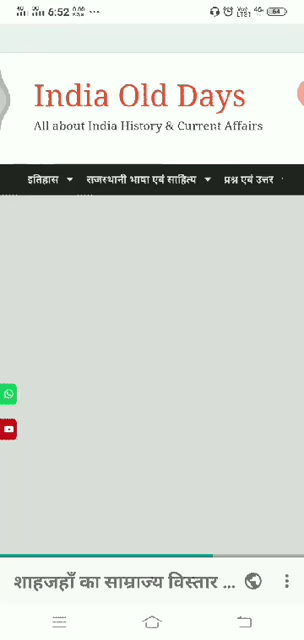 6:52
India Old Days
All about India History & Current Affairs
इतिहास राजस्थानी भाषा एवं साहित्य प्रश्न एवं उत्तर
शाहजहाँ का साम्राज्य विस्तार ...